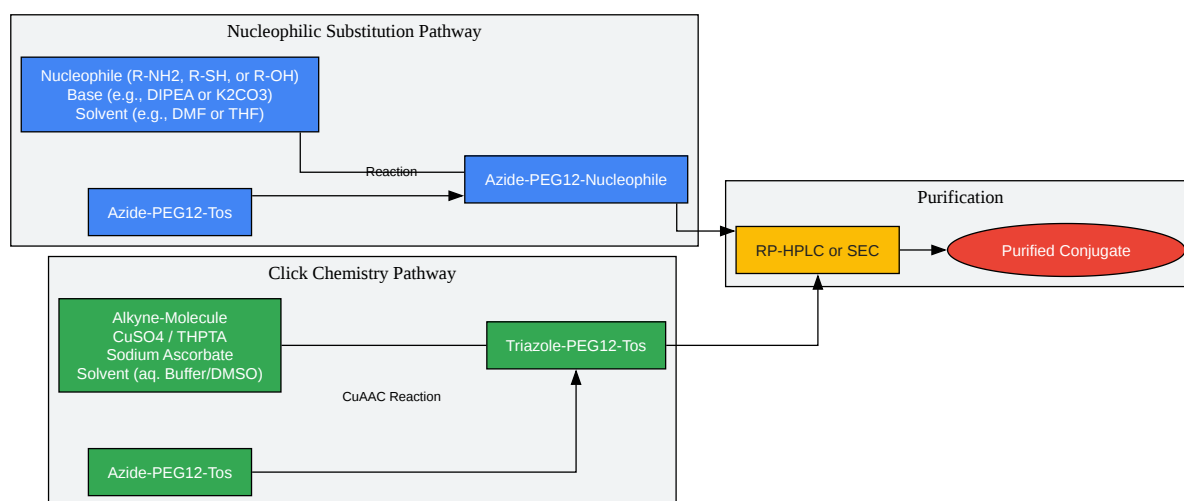 Nucleophilic Substitution Pathway
Nucleophile (R-NH2, R-SH, or R-OH)
Base (e.g., DIPEA or K2CO3)
Solvent (e.g., DMF or THF)
Reaction
Azide-PEG12-Nucleophile
Azide-PEG12-Tos
Purification
RP-HPLC or SEC
Purified Conjugate
Click Chemistry Pathway
Alkyne-Molecule
CuSO4 / THPTA
Sodium Ascorbate
Solvent (aq. Buffer/DMSO)
Triazole-PEG12-Tos
CuAAC Reaction
Azide-PEG12-Tos